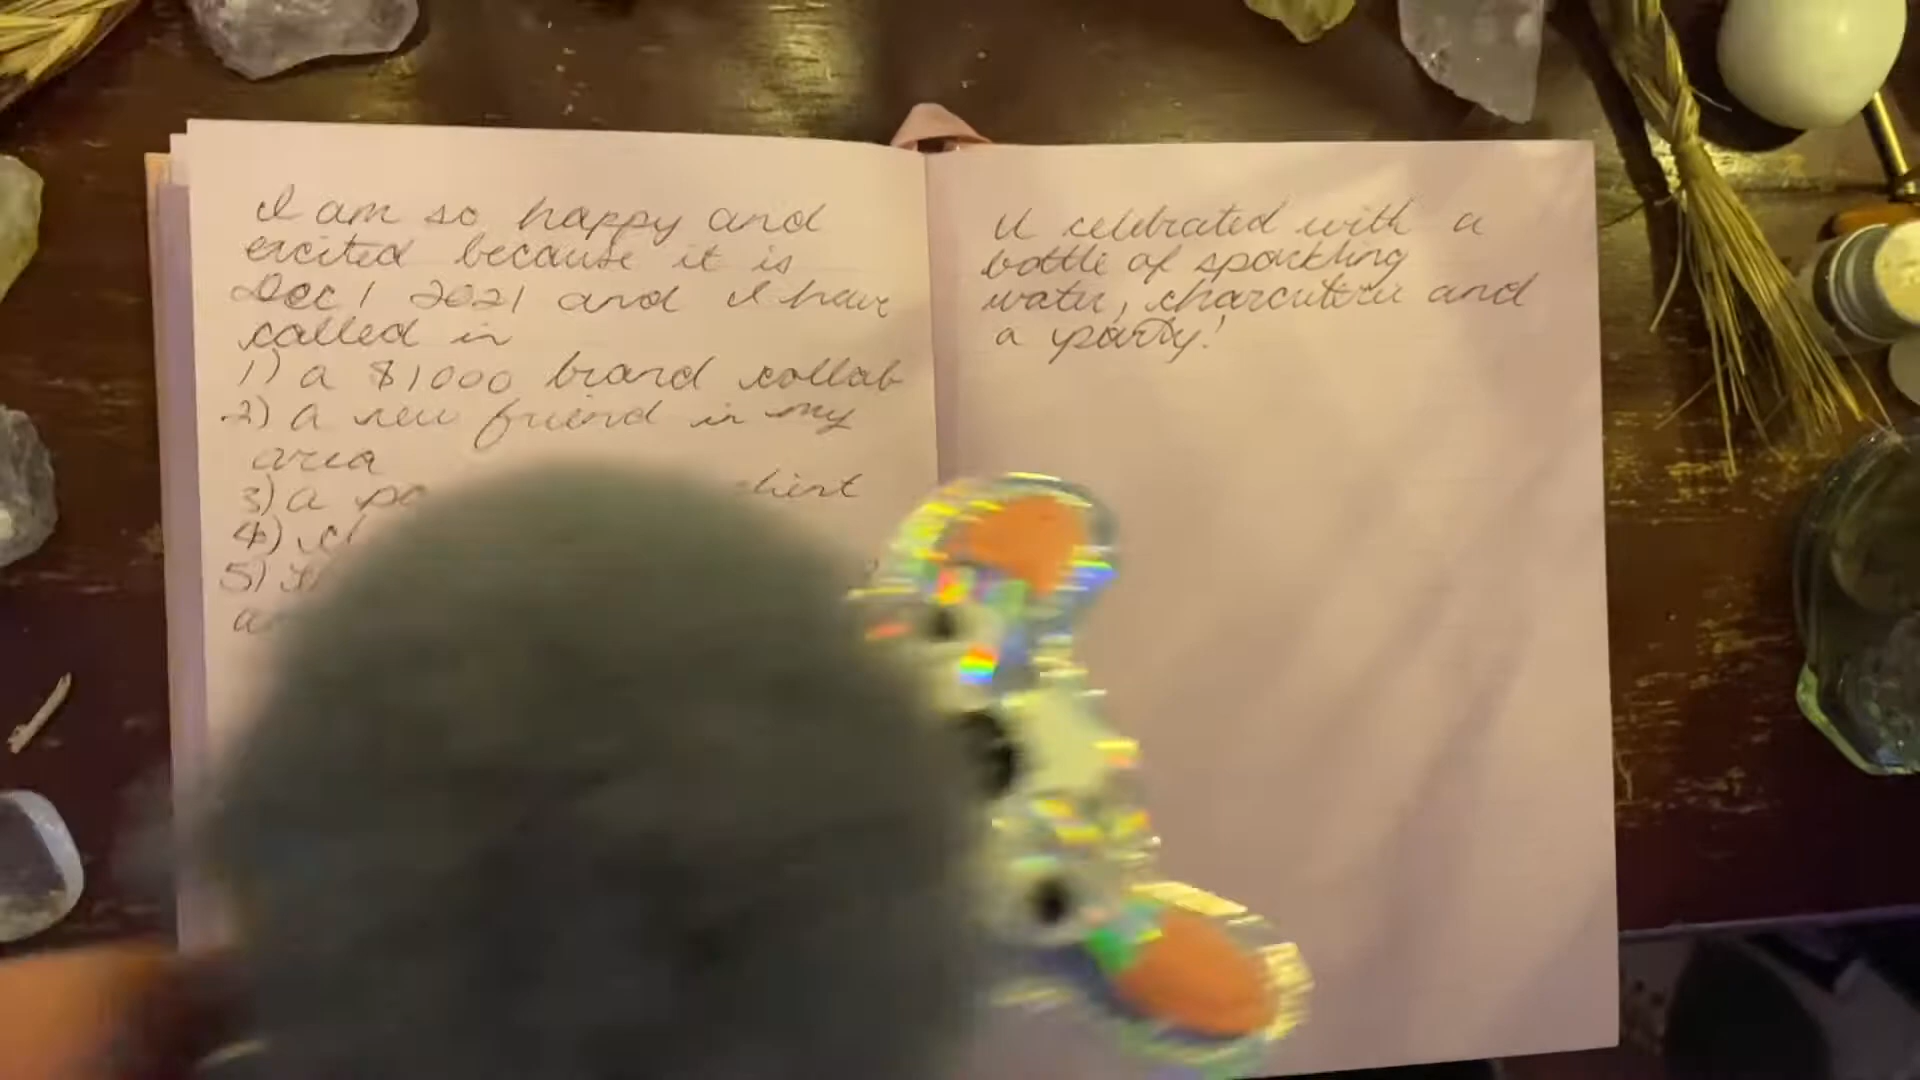 I am so happy and
excited because it is
Dec 1 2021 and I have
called in
1) a $1000 brand collab
2) a new friend in my
area
3) a client
4)
5)
I celebrated with a
bottle of sparkling
water, charcuterie and
a party!